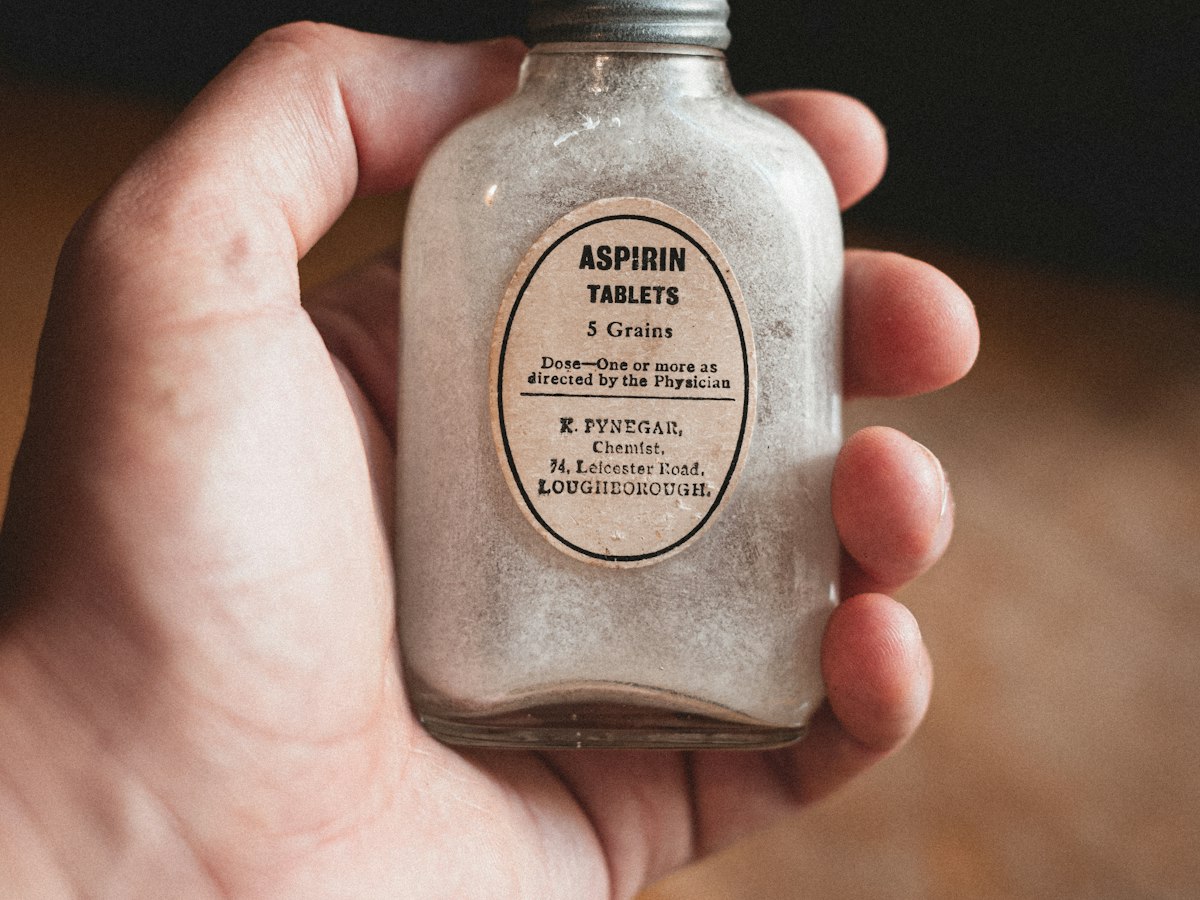 ASPIRIN
TABLETS
5 Grains
Dose—One or more as
directed by the Physician
K. PYNEGAR,
Chemist,
74, Leicester Road,
LOUGHBOROUGH.